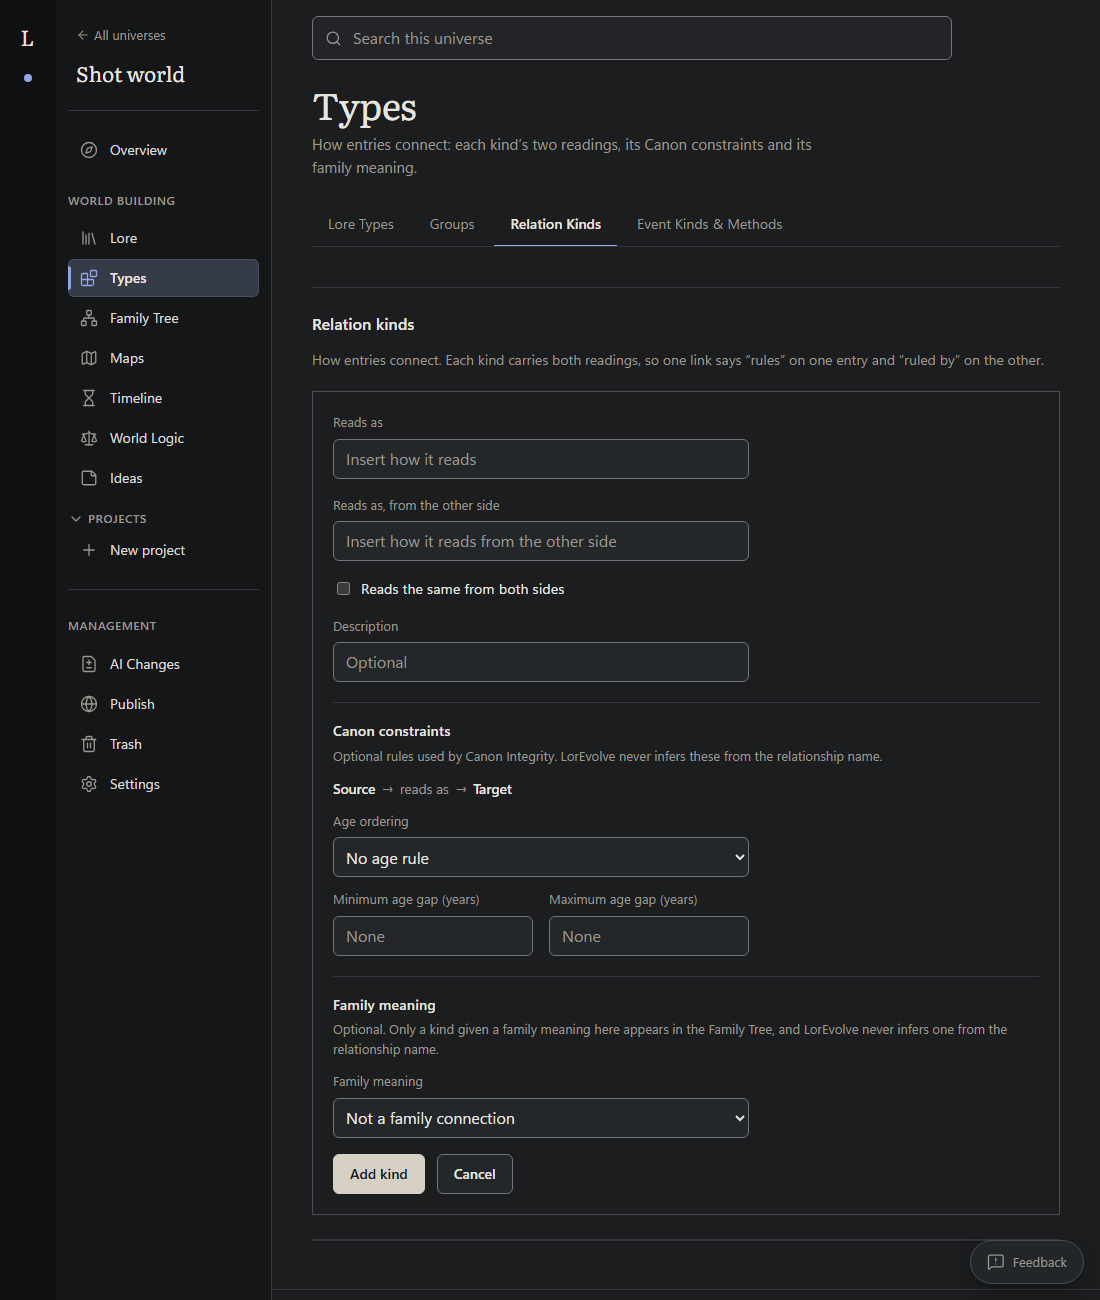 L
All universes
Shot world
Overview
WORLD BUILDING
Lore
Types
Family Tree
Maps
Timeline
World Logic
Ideas
PROJECTS
New project
MANAGEMENT
AI Changes
Publish
Trash
Settings
Search this universe
Types
How entries connect: each kind’s two readings, its Canon constraints and its
family meaning.
Lore Types
Groups
Relation Kinds
Event Kinds & Methods
Relation kinds
How entries connect. Each kind carries both readings, so one link says “rules” on one entry and “ruled by” on the other.
Reads as
Insert how it reads
Reads as, from the other side
Insert how it reads from the other side
Reads the same from both sides
Description
Optional
Canon constraints
Optional rules used by Canon Integrity. LorEvolve never infers these from the relationship name.
Source → reads as → Target
Age ordering
No age rule
Minimum age gap (years)
Maximum age gap (years)
None
None
Family meaning
Optional. Only a kind given a family meaning here appears in the Family Tree, and LorEvolve never infers one from the
relationship name.
Family meaning
Not a family connection
Add kind
Cancel
Feedback